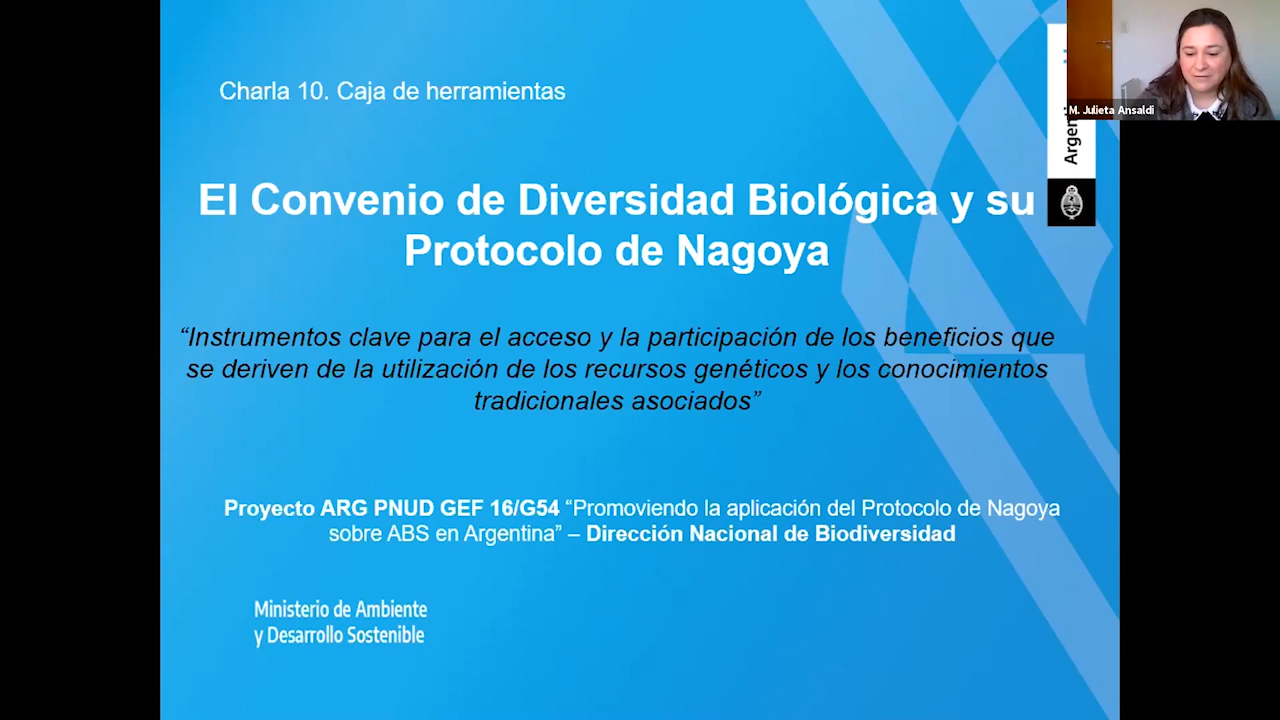 Charla 10. Caja de herramientas
El Convenio de Diversidad Biológica y su
Protocolo de Nagoya
“Instrumentos clave para el acceso y la participación de los beneficios que
se deriven de la utilización de los recursos genéticos y los conocimientos
tradicionales asociados”
Proyecto ARG PNUD GEF 16/G54 “Promoviendo la aplicación del Protocolo de Nagoya
sobre ABS en Argentina” – Dirección Nacional de Biodiversidad
Ministerio de Ambiente
y Desarrollo Sostenible
M. Julieta Ansaldi
Argen